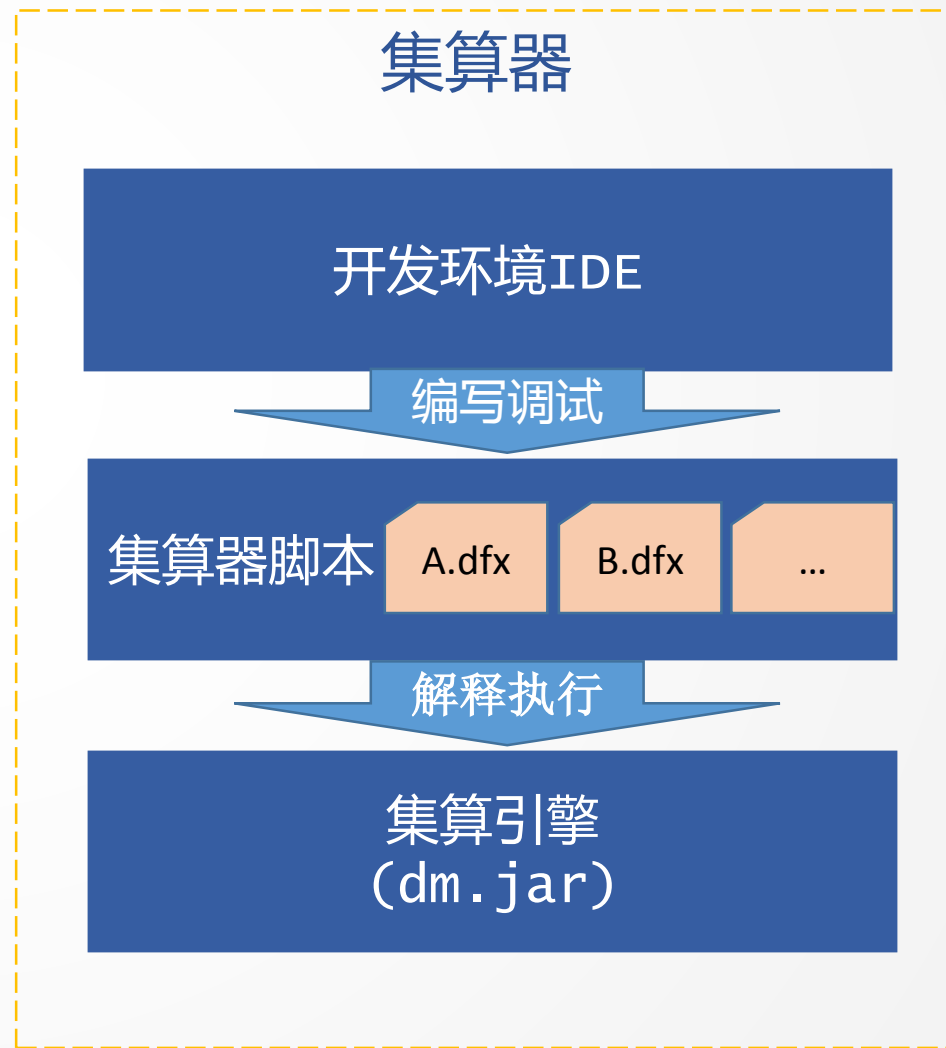 集算器
开发环境IDE
编写调试
集算器脚本
A.dfx
B.dfx
…
解释执行
集算引擎
(dm.jar)